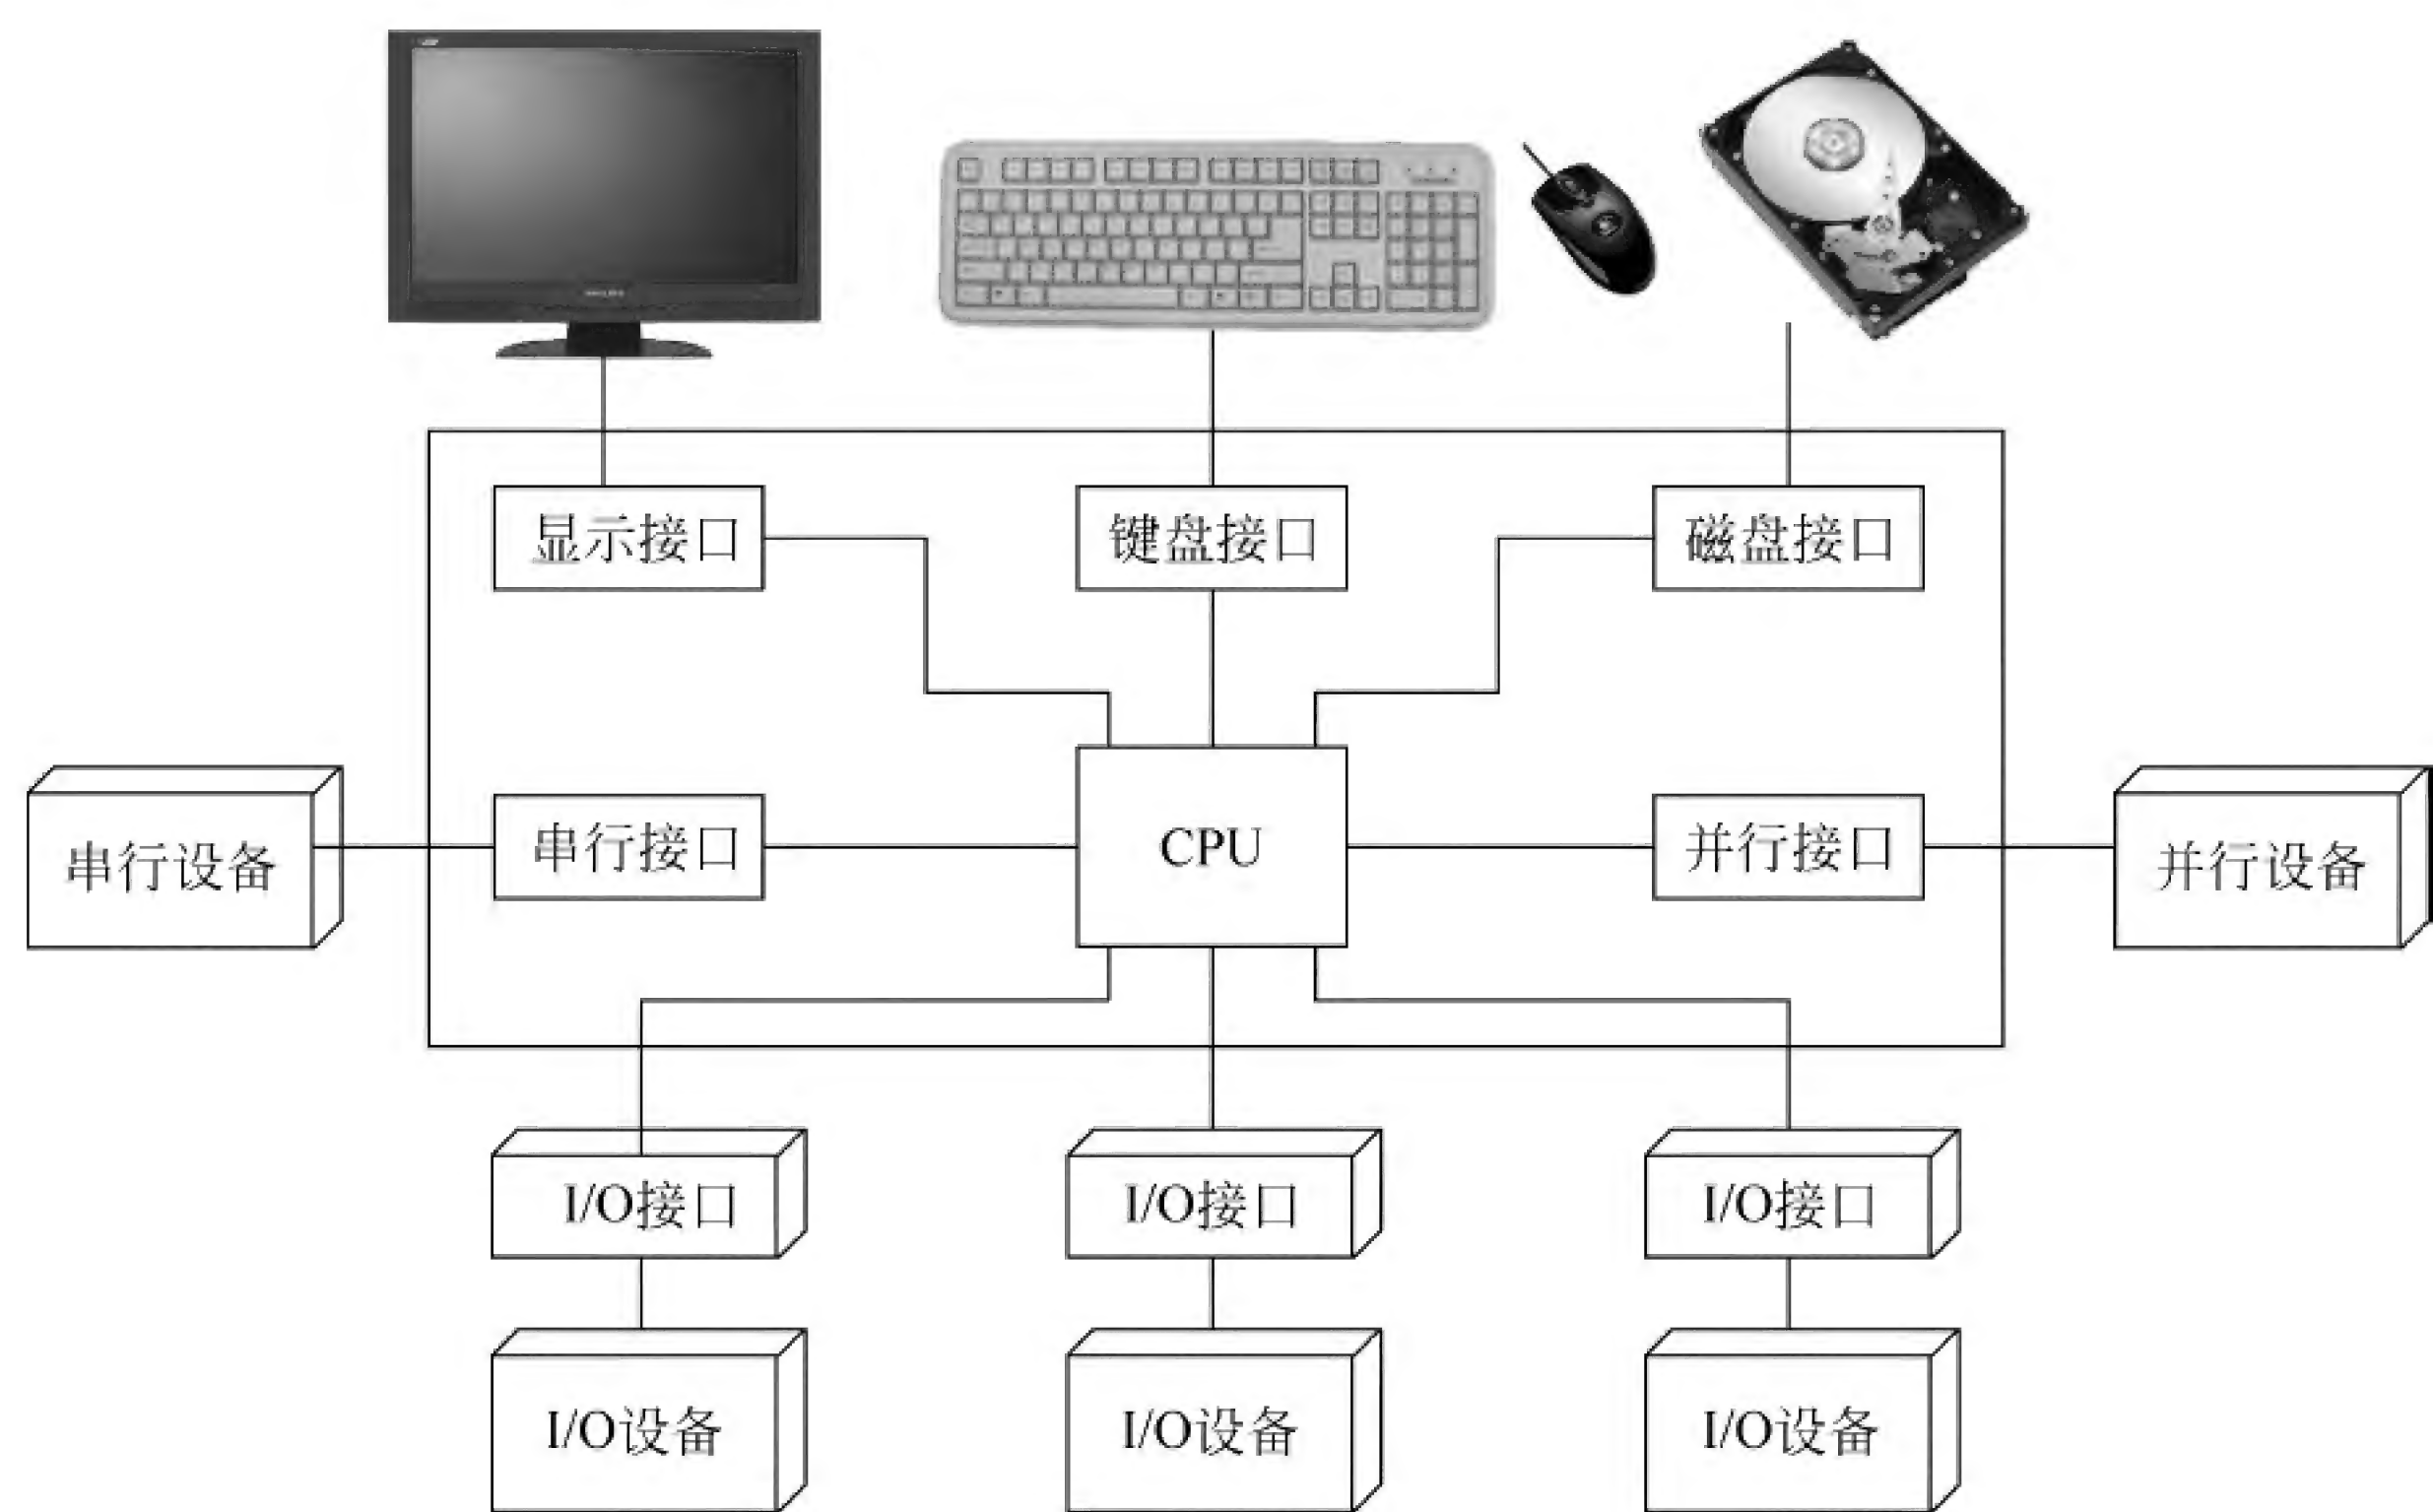 显示接口
键盘接口
磁盘接口
串行设备
串行接口
CPU
并行接口
并行设备
I/O接口
I/O接口
I/O接口
I/O设备
I/O设备
I/O设备